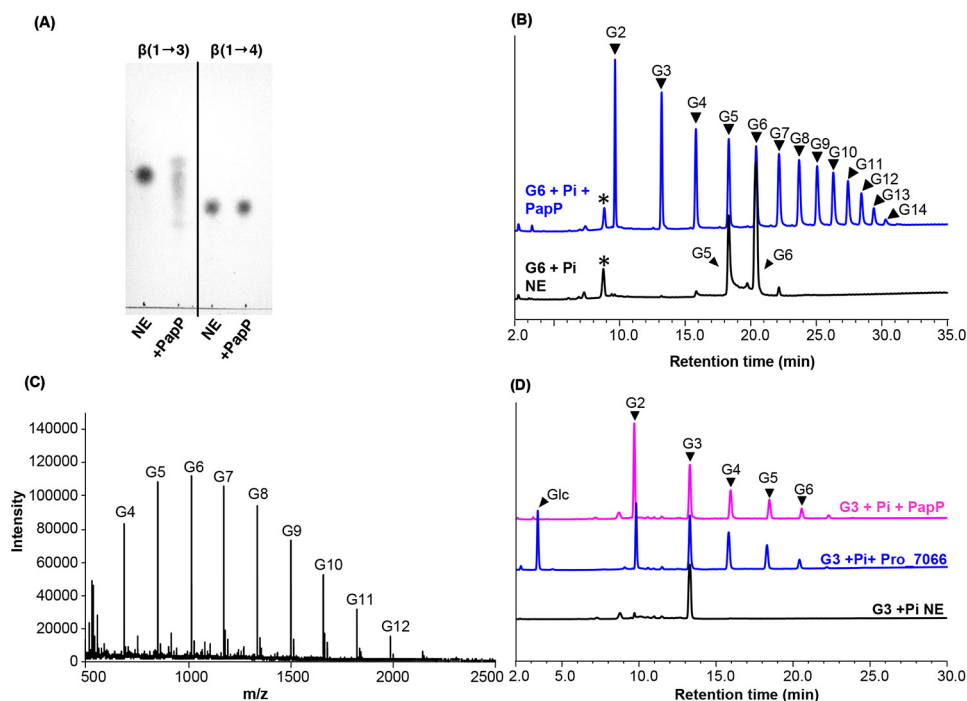 (A)
β(1→3) β(1→4)
NE +PapP NE +PapP
(B)
G2
G3
G4
G5 G6
G7 G8 G9 G10 G11 G12 G13 G14
G6 + Pi +
PapP
*
G6 + Pi
NE
*
G5 G6
2.0 10.0 15.0 20.0 25.0 30.0 35.0
Retention time (min)
(C)
Intensity
140000
120000
100000
80000
60000
40000
20000
0
G4 G5 G6 G7 G8 G9 G10 G11 G12
500 1000 1500 2000 2500
m/z
(D)
G2
G3
G4 G5 G6
G3 + Pi + PapP
Glc
G3 +Pi+ Pro_7066
G3 +Pi NE
2.0 10.0 15.0 20.0 25.0 30.0
Retention time (min)